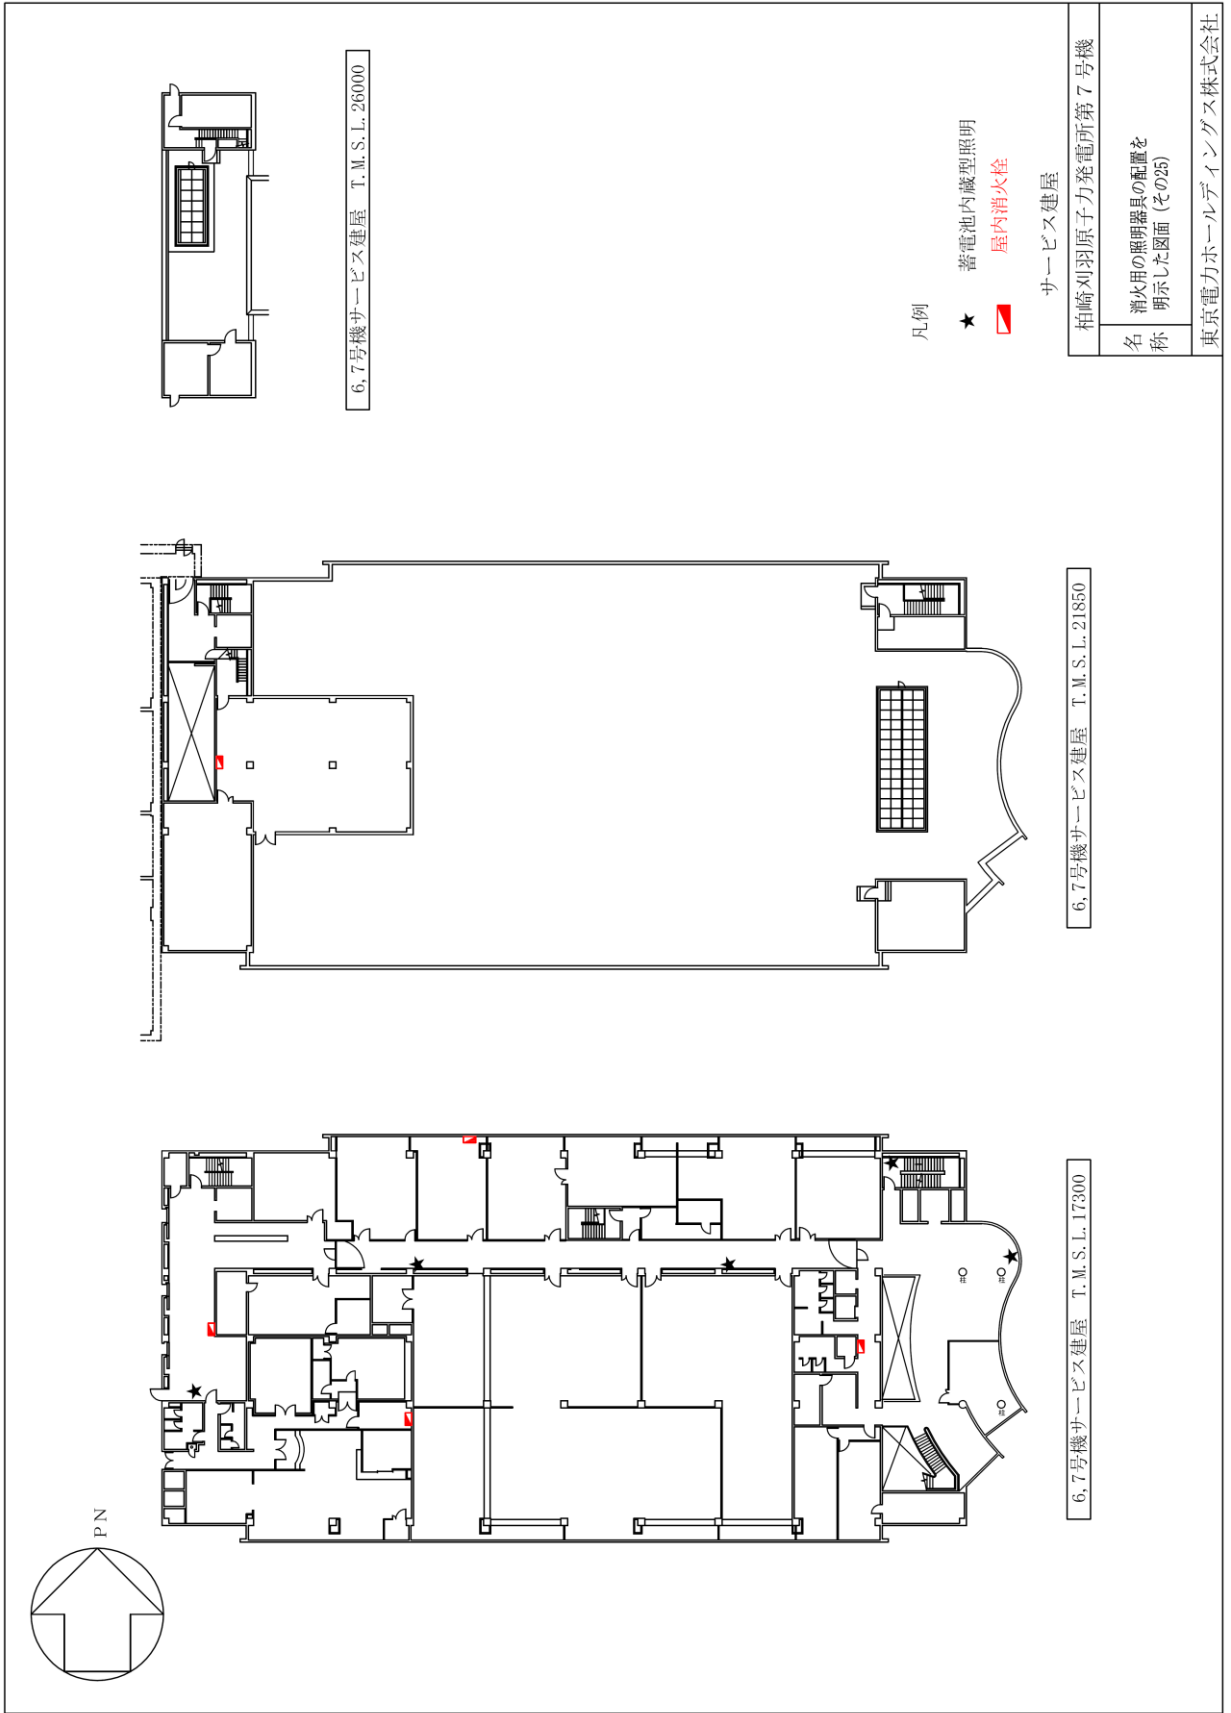 PN
6,7号機サービス建屋 T.M.S.L.17300
6,7号機サービス建屋 T.M.S.L.21850
6,7号機サービス建屋 T.M.S.L.26000
凡例
★ 蓄電池内蔵型照明
屋内消火栓
サービス建屋
柏崎刈羽原子力発電所第7号機
名称
消火用の照明器具の配置を
明示した図面 (その25)
東京電力ホールディングス株式会社